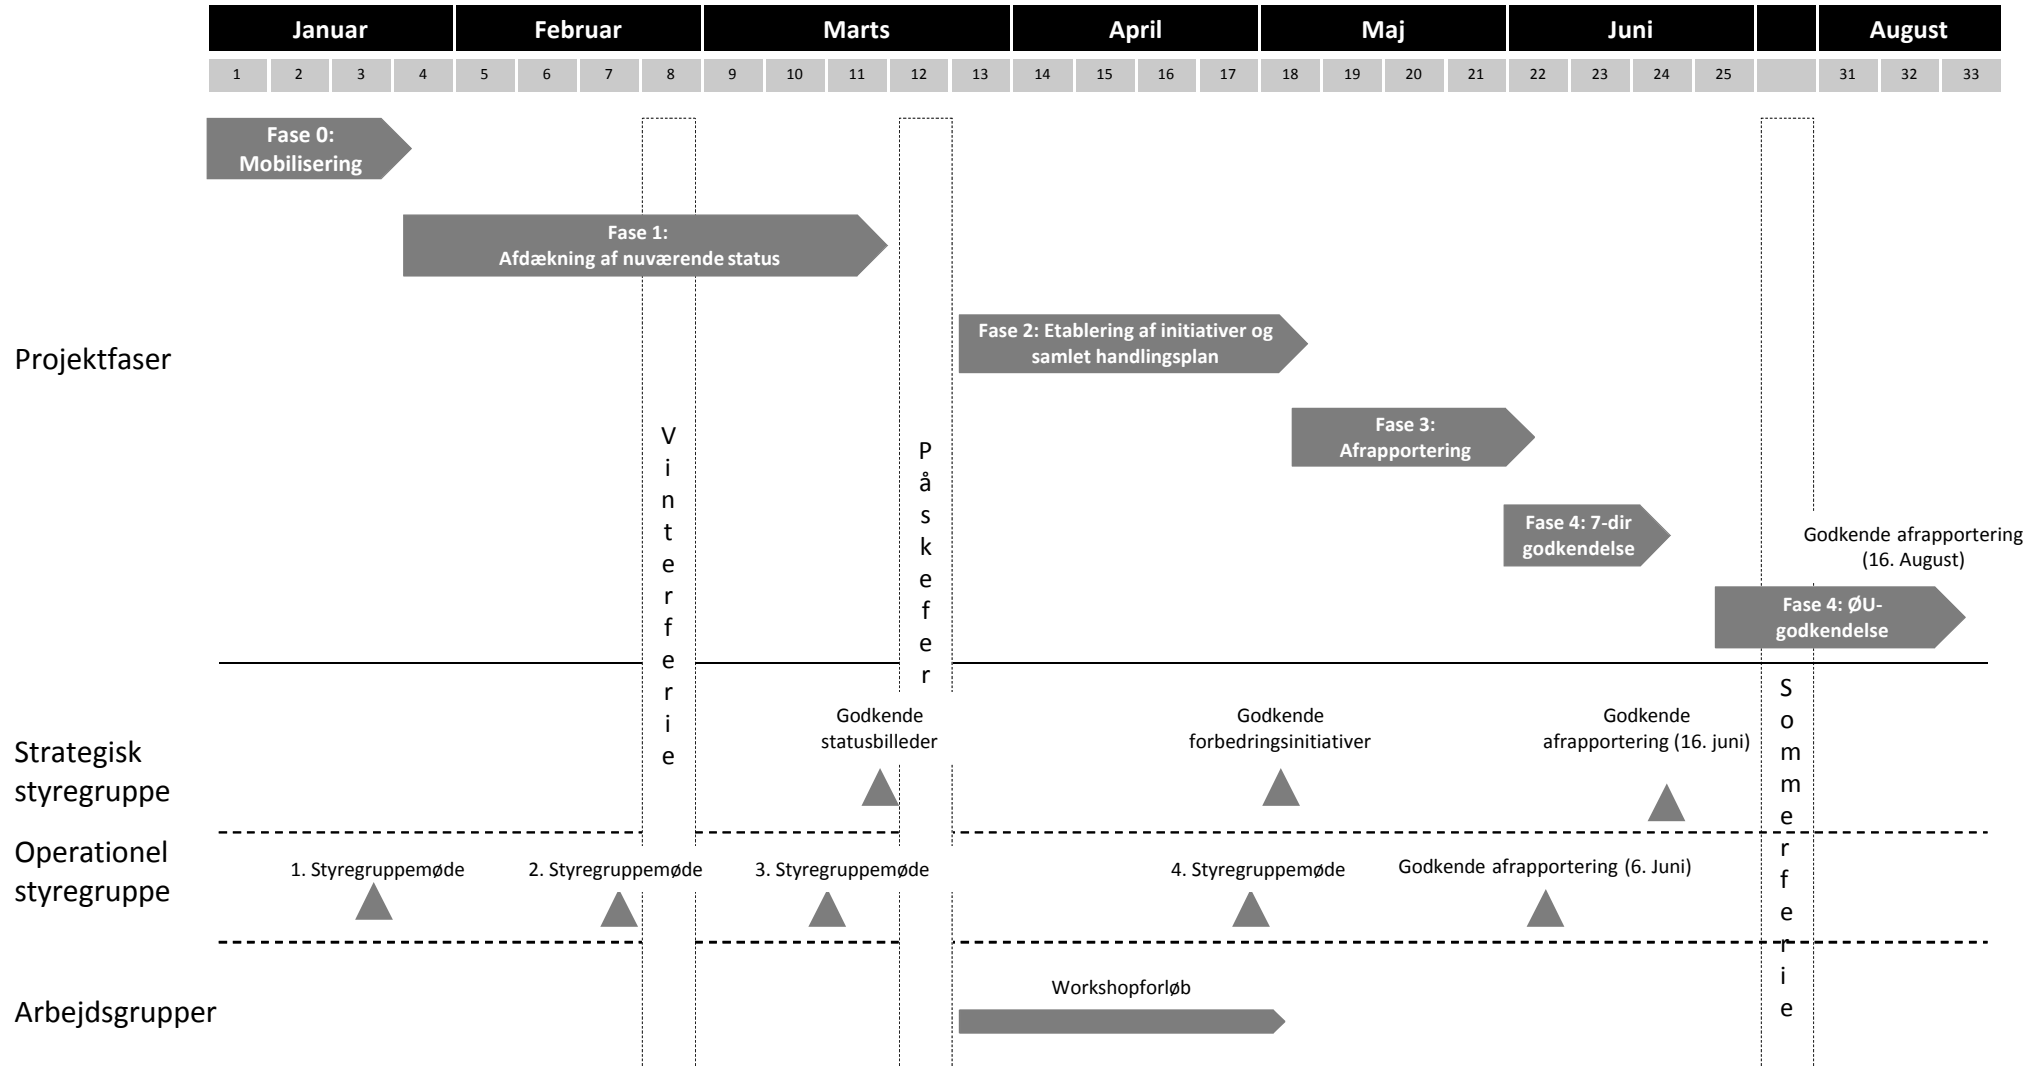 Januar Februar Marts April Maj Juni August
1 2 3 4 5 6 7 8 9 10 11 12 13 14 15 16 17 18 19 20 21 22 23 24 25 31 32 33
Fase 0:
Mobilisering
Fase 1:
Afdækning af nuværende status
Projektfaser
Fase 2: Etablering af initiativer og
samlet handlingsplan
Fase 3:
Afrapportering
Fase 4: 7-dir
godkendelse
Godkende afrapportering
(16. August)
Fase 4: ØU-
godkendelse
Vinterferie
Påskefer
Sommerferie
Strategisk
styregruppe
Godkende
statusbilleder
Godkende
forbedringsinitiativer
Godkende
afrapportering (16. juni)
Operationel
styregruppe
1. Styregruppemøde
2. Styregruppemøde
3. Styregruppemøde
4. Styregruppemøde
Godkende afrapportering (6. Juni)
Arbejdsgrupper
Workshopforløb